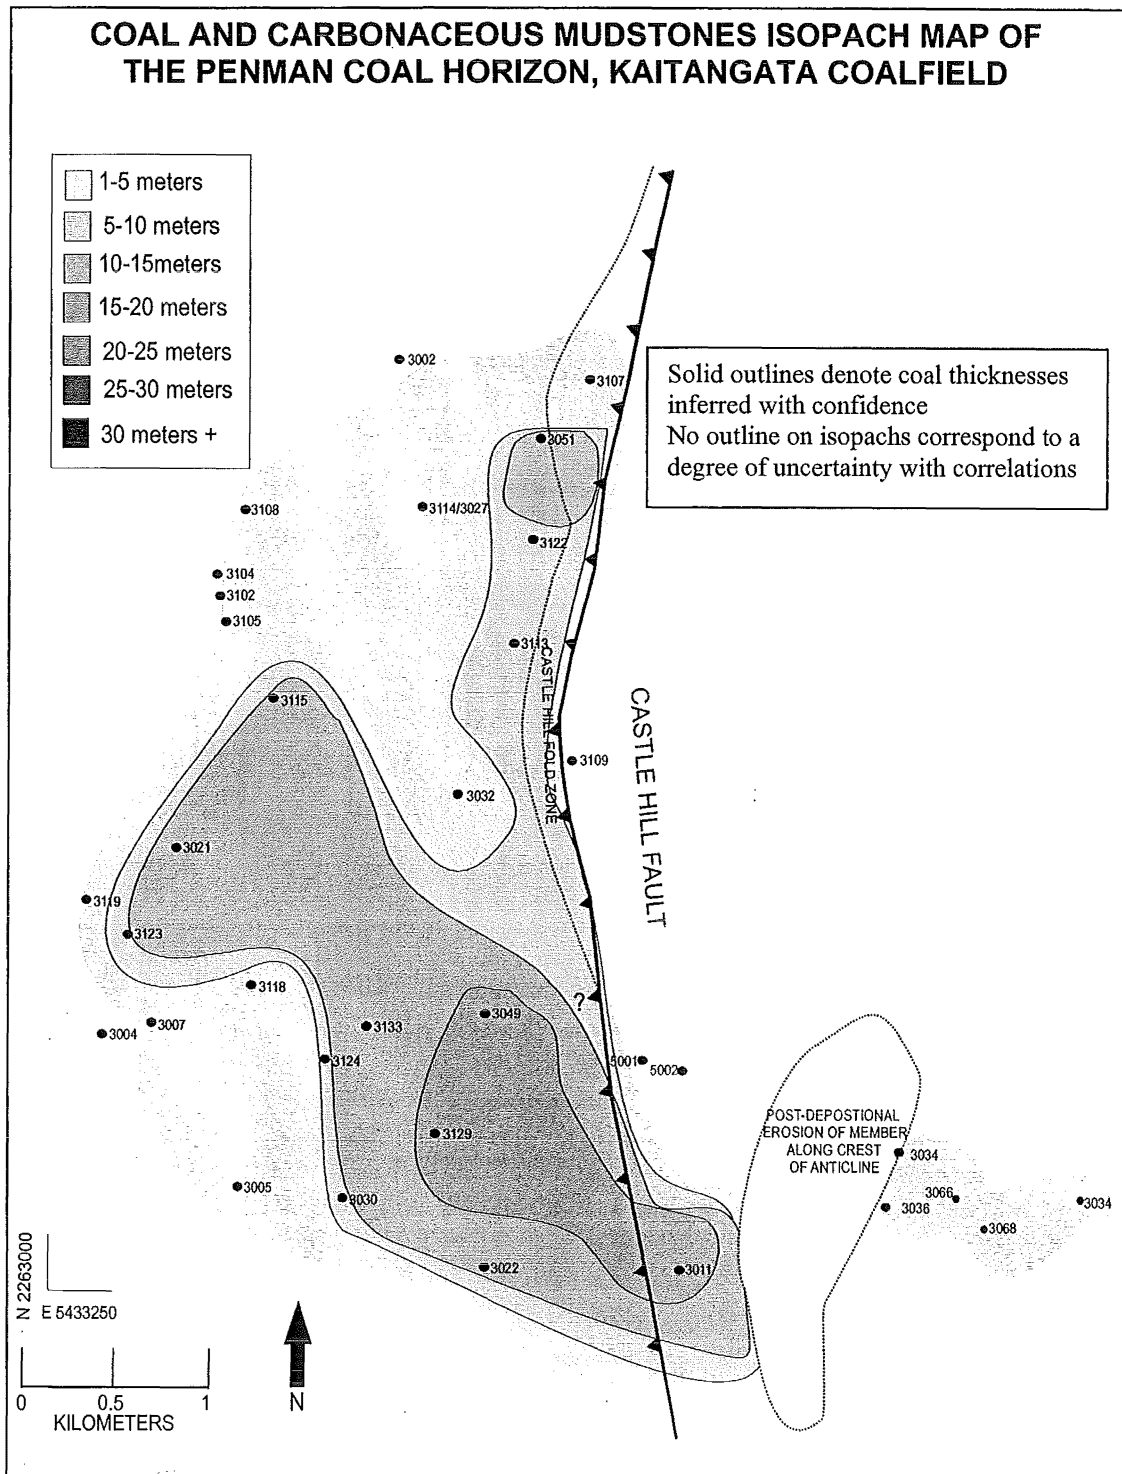 COAL AND CARBONACEOUS MUDSTONES ISOPACH MAP OF
THE PENMAN COAL HORIZON, KAITANGATA COALFIELD
1-5 meters
5-10 meters
10-15meters
15-20 meters
20-25 meters
25-30 meters
30 meters +
Solid outlines denote coal thicknesses
inferred with confidence
No outline on isopachs correspond to a
degree of uncertainty with correlations
3002
3107
3051
3108
3114/3027
3122
3104
3102
3105
3113
CASTLE HILL FOLD ZONE
CASTLE HILL FAULT
3115
3109
3032
3021
3119
3123
3118
?
3049
3007
3004
3133
3124
5001
5002
POST-DEPOSTIONAL
EROSION OF MEMBER
ALONG CREST
OF ANTICLINE
3129
3034
3005
3030
3066
3036
3034
3068
3022
3011
N 2263000
E 5433250
N
0 0.5 1
KILOMETERS